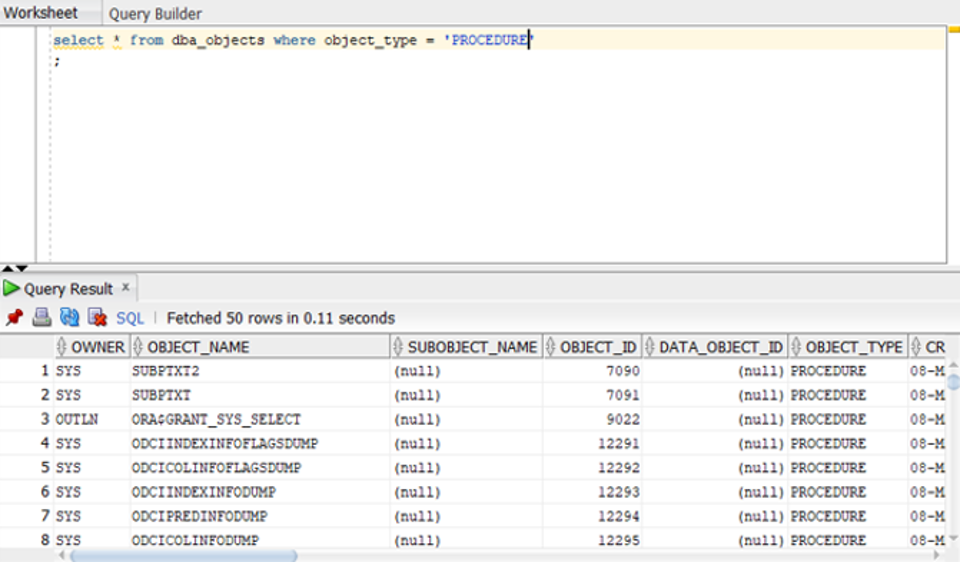 Worksheet Query Builder
select * from dba_objects where object_type = 'PROCEDURE'
;
Query Result x
SQL | Fetched 50 rows in 0.11 seconds
OWNER OBJECT_NAME SUBOBJECT_NAME OBJECT_ID DATA_OBJECT_ID OBJECT_TYPE CR
1 SYS SUBPTXT2 (null) 7090 (null) PROCEDURE 08-M
2 SYS SUBPTXT (null) 7091 (null) PROCEDURE 08-M
3 OUTLN ORA$GRANT_SYS_SELECT (null) 9022 (null) PROCEDURE 08-M
4 SYS ODCIINDEXINFOFLAGSDUMP (null) 12291 (null) PROCEDURE 08-M
5 SYS ODCICOLINFOFLAGSDUMP (null) 12292 (null) PROCEDURE 08-M
6 SYS ODCIINDEXINFODUMP (null) 12293 (null) PROCEDURE 08-M
7 SYS ODCIPREDINFODUMP (null) 12294 (null) PROCEDURE 08-M
8 SYS ODCICOLINFODUMP (null) 12295 (null) PROCEDURE 08-M